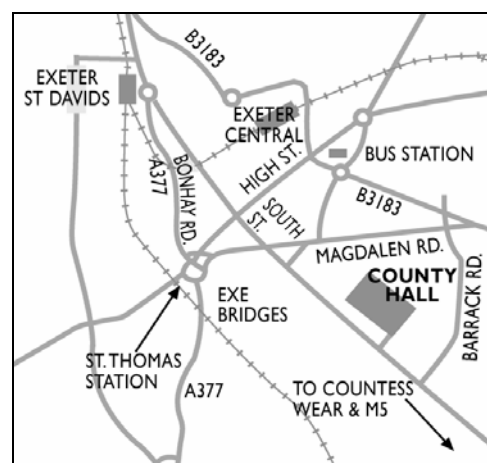 B3183
EXETER
ST DAVIDS
EXETER
CENTRAL
A377
BONHAY RD.
HIGH ST.
BUS STATION
B3183
SOUTH
ST.
MAGDALEN RD.
COUNTY
HALL
BARRACK RD.
EXE
BRIDGES
ST. THOMAS
STATION
A377
TO COUNTESS
WEAR & M5